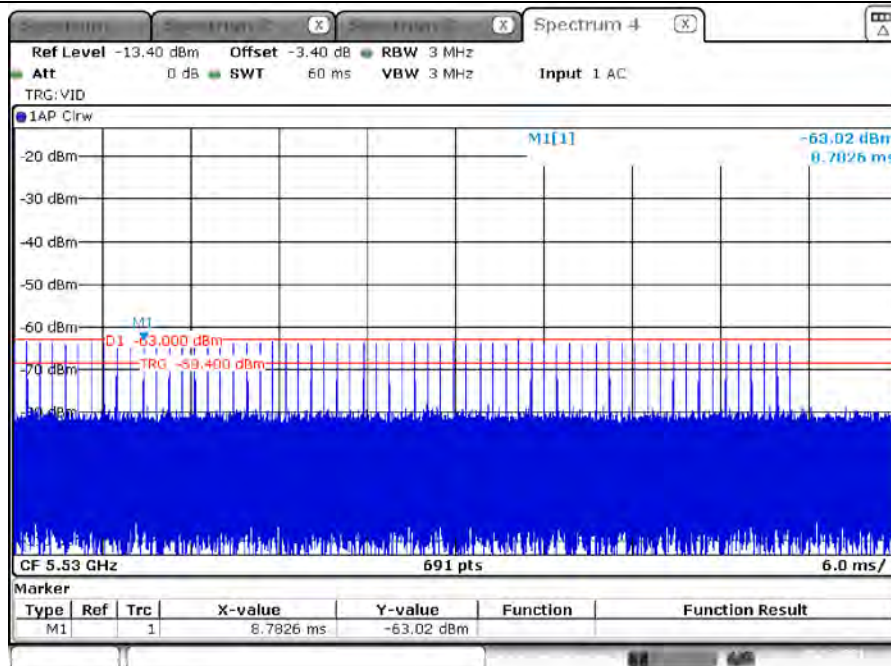 Spectrum 4
Ref Level -13.40 dBm Offset -3.40 dB RBW 3 MHz
Att 0 dB SWT 60 ms VBW 3 MHz Input 1 AC
TRG:VID
1AP Clrw
M1[1] -63.02 dBm
8.7826 ms
-20 dBm
-30 dBm
-40 dBm
-50 dBm
-60 dBm
M1
D1 -63.000 dBm
TRG
-70 dBm
CF 5.53 GHz 691 pts 6.0 ms/
Marker
Type Ref Trc X-value Y-value Function Function Result
M1 1 8.7826 ms -63.02 dBm